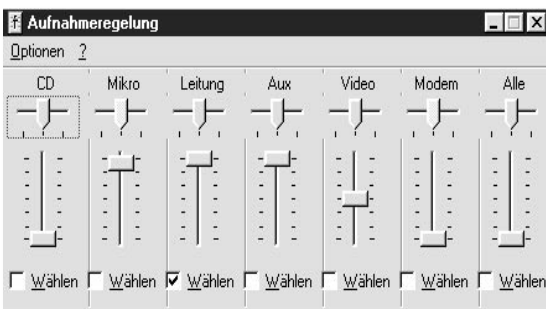 Aufnahmeregelung
Optionen ?
CD Mikro Leitung Aux Video Modem Alle
Wählen Wählen Wählen Wählen Wählen Wählen Wählen